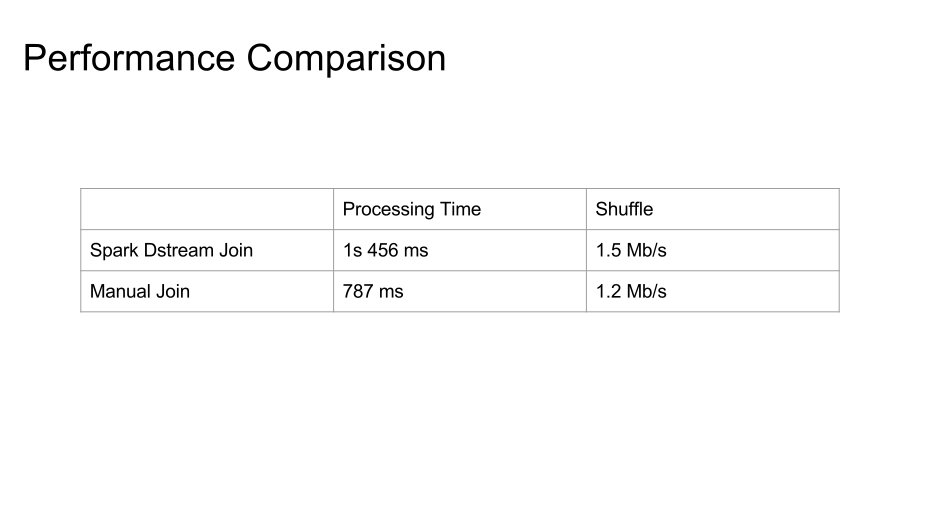 Performance Comparison
Processing Time Shuffle
Spark Dstream Join 1s 456 ms 1.5 Mb/s
Manual Join 787 ms 1.2 Mb/s